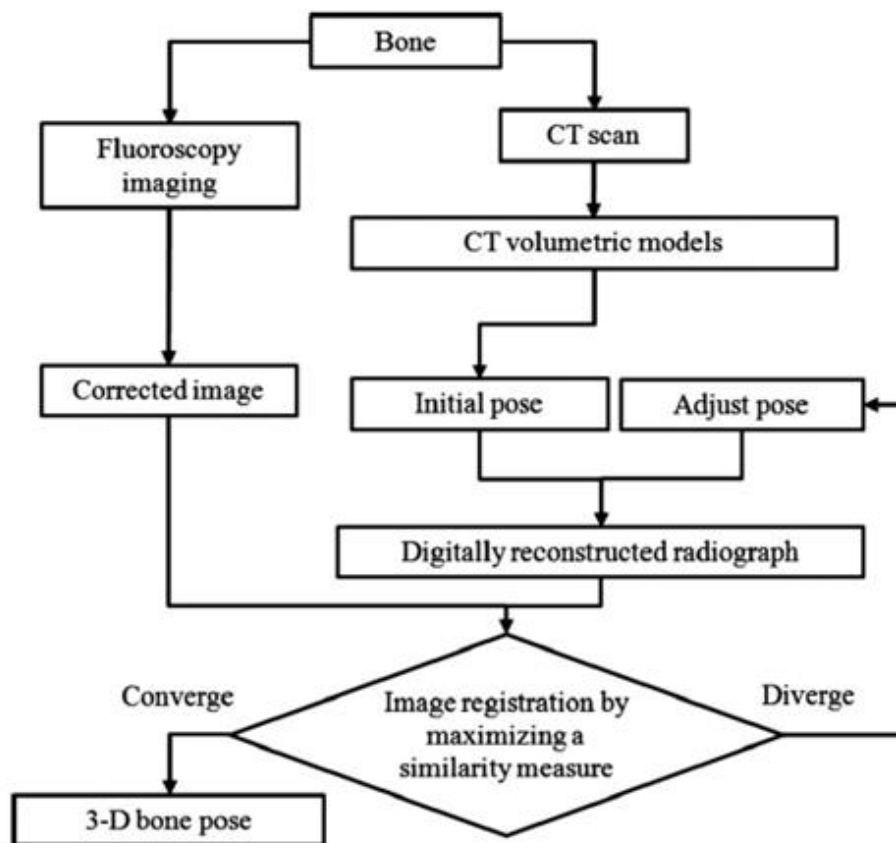 Bone
Fluoroscopy
imaging
CT scan
CT volumetric models
Corrected image
Initial pose
Adjust pose
Digitally reconstructed radiograph
Converge
Image registration by
maximizing a
similarity measure
Diverge
3-D bone pose